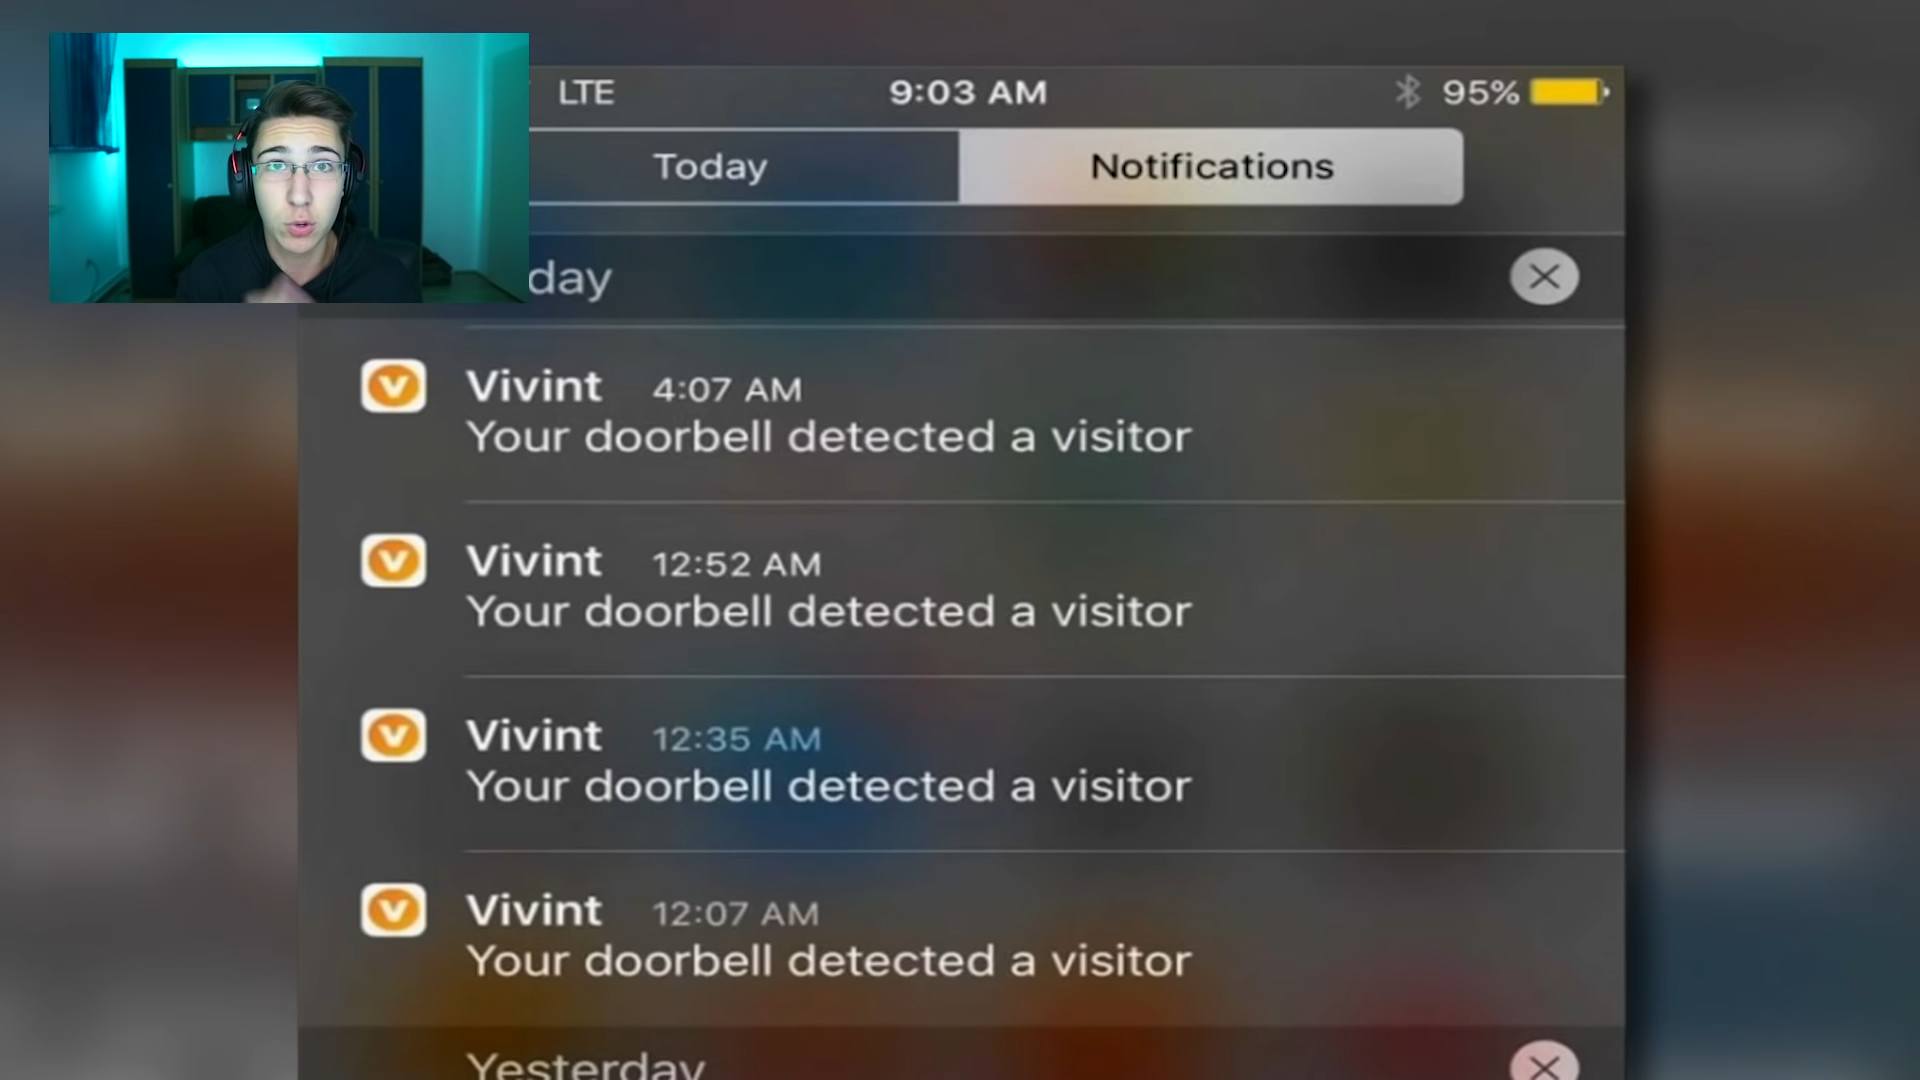 LTE 9:03 AM 95%
Today Notifications
day
Vivint 4:07 AM
Your doorbell detected a visitor
Vivint 12:52 AM
Your doorbell detected a visitor
Vivint 12:35 AM
Your doorbell detected a visitor
Vivint 12:07 AM
Your doorbell detected a visitor
Yesterday